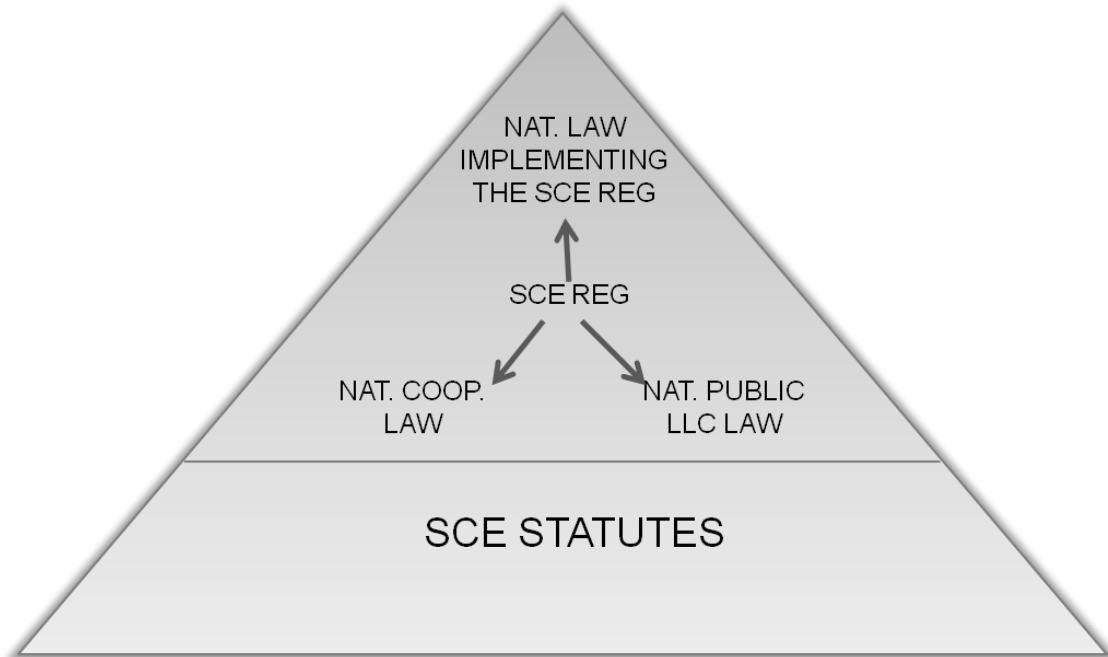 NAT. LAW
IMPLEMENTING
THE SCE REG
SCE REG
NAT. COOP.
LAW
NAT. PUBLIC
LLC LAW
SCE STATUTES